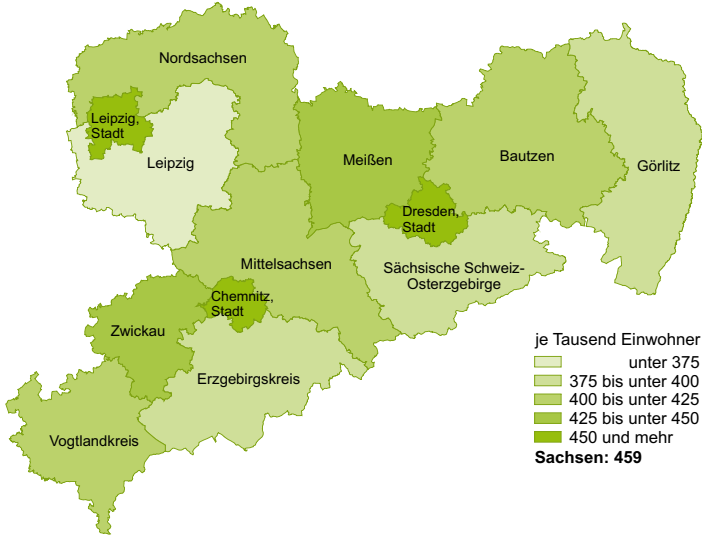 Nordsachsen
Leipzig,
Stadt
Leipzig
Meißen
Bautzen
Görlitz
Dresden,
Stadt
Mittelsachsen
Sächsische Schweiz-
Osterzgebirge
Chemnitz,
Stadt
Zwickau
Erzgebirgskreis
Vogtlandkreis
je Tausend Einwohner
unter 375
375 bis unter 400
400 bis unter 425
425 bis unter 450
450 und mehr
Sachsen: 459